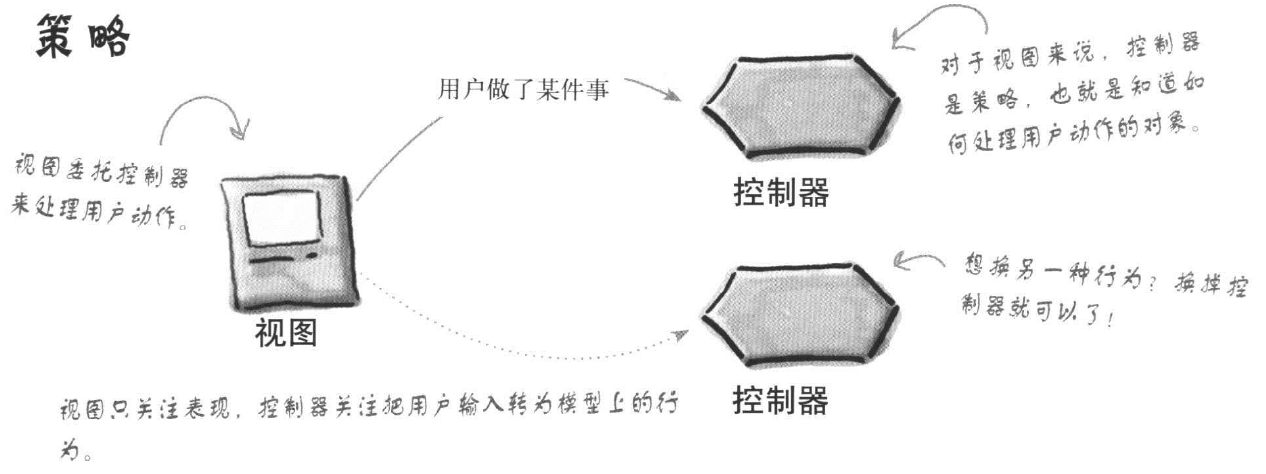 策略
用户做了某件事
对于视图来说，控制器
是策略，也就是知道如
何处理用户动作的对象。
视图委托控制器
来处理用户动作。
控制器
视图
想换另一种行为？换掉控
制器就可以了！
控制器
视图只关注表现，控制器关注把用户输入转为模型上的行
为。